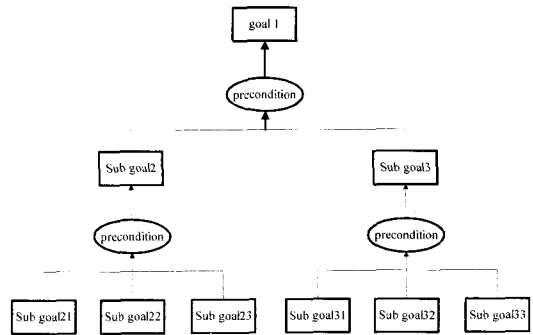 goal 1
precondition
Sub goal2
Sub goal3
precondition
precondition
Sub goal21
Sub goal22
Sub goal23
Sub goal31
Sub goal32
Sub goal33